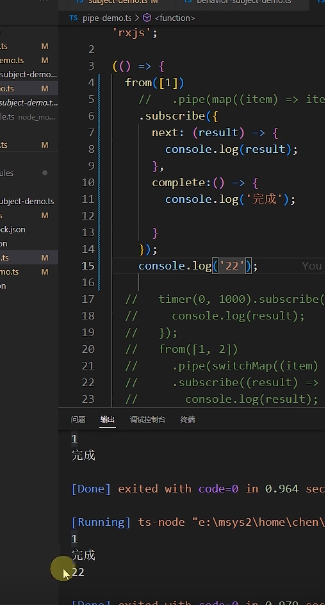 .ts M
subject-demo.ts M
behavior-subject-demo.ts
TS pipe-demo.ts > <function>
'rxjs';
2
3 (() => {
4 from([1])
5 // .pipe(map((item) => ite
6 .subscribe({
7 next: (result) => {
8 console.log(result);
9 },
10 complete:() => {
11 console.log('完成');
12
13 }
14 });
15 console.log('22'); You
16
17 // timer(0, 1000).subscribe(
18 // console.log(result);
19 // });
20 // from([1, 2])
21 // .pipe(switchMap((item)
22 // .subscribe((result) =>
23 // console.log(result);
demo.ts M
subject-demo...
mo.ts M
subject-demo.t...
le.ts node_mo...
.ts M
ules
ubject-demo.ts
ts M
ock.json
on
.ts M
mo.ts M
on
问题 输出 调试控制台 终端
1
完成
[Done] exited with code=0 in 0.964 sec
[Running] ts-node "e:\msys2\home\chen\
1
完成
22
[Done] exited with code=0 in 0.979 sec